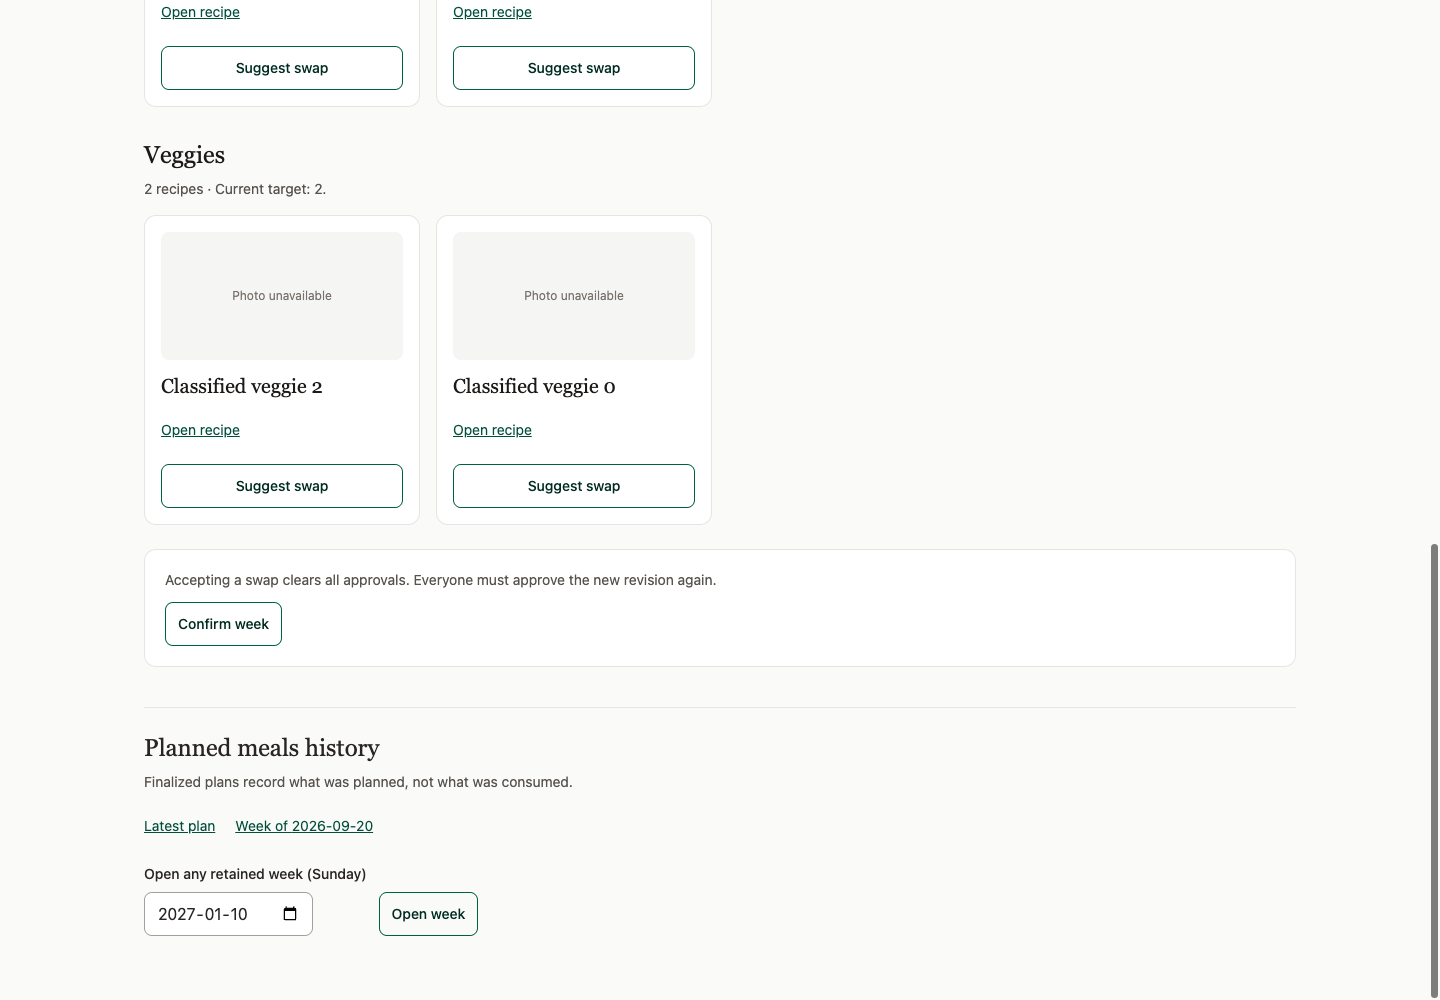 Open recipe Open recipe
Suggest swap Suggest swap
Veggies
2 recipes · Current target: 2.
Photo unavailable Photo unavailable
Classified veggie 2 Classified veggie 0
Open recipe Open recipe
Suggest swap Suggest swap
Accepting a swap clears all approvals. Everyone must approve the new revision again.
Confirm week
Planned meals history
Finalized plans record what was planned, not what was consumed.
Latest plan Week of 2026-09-20
Open any retained week (Sunday)
2027-01-10 Open week